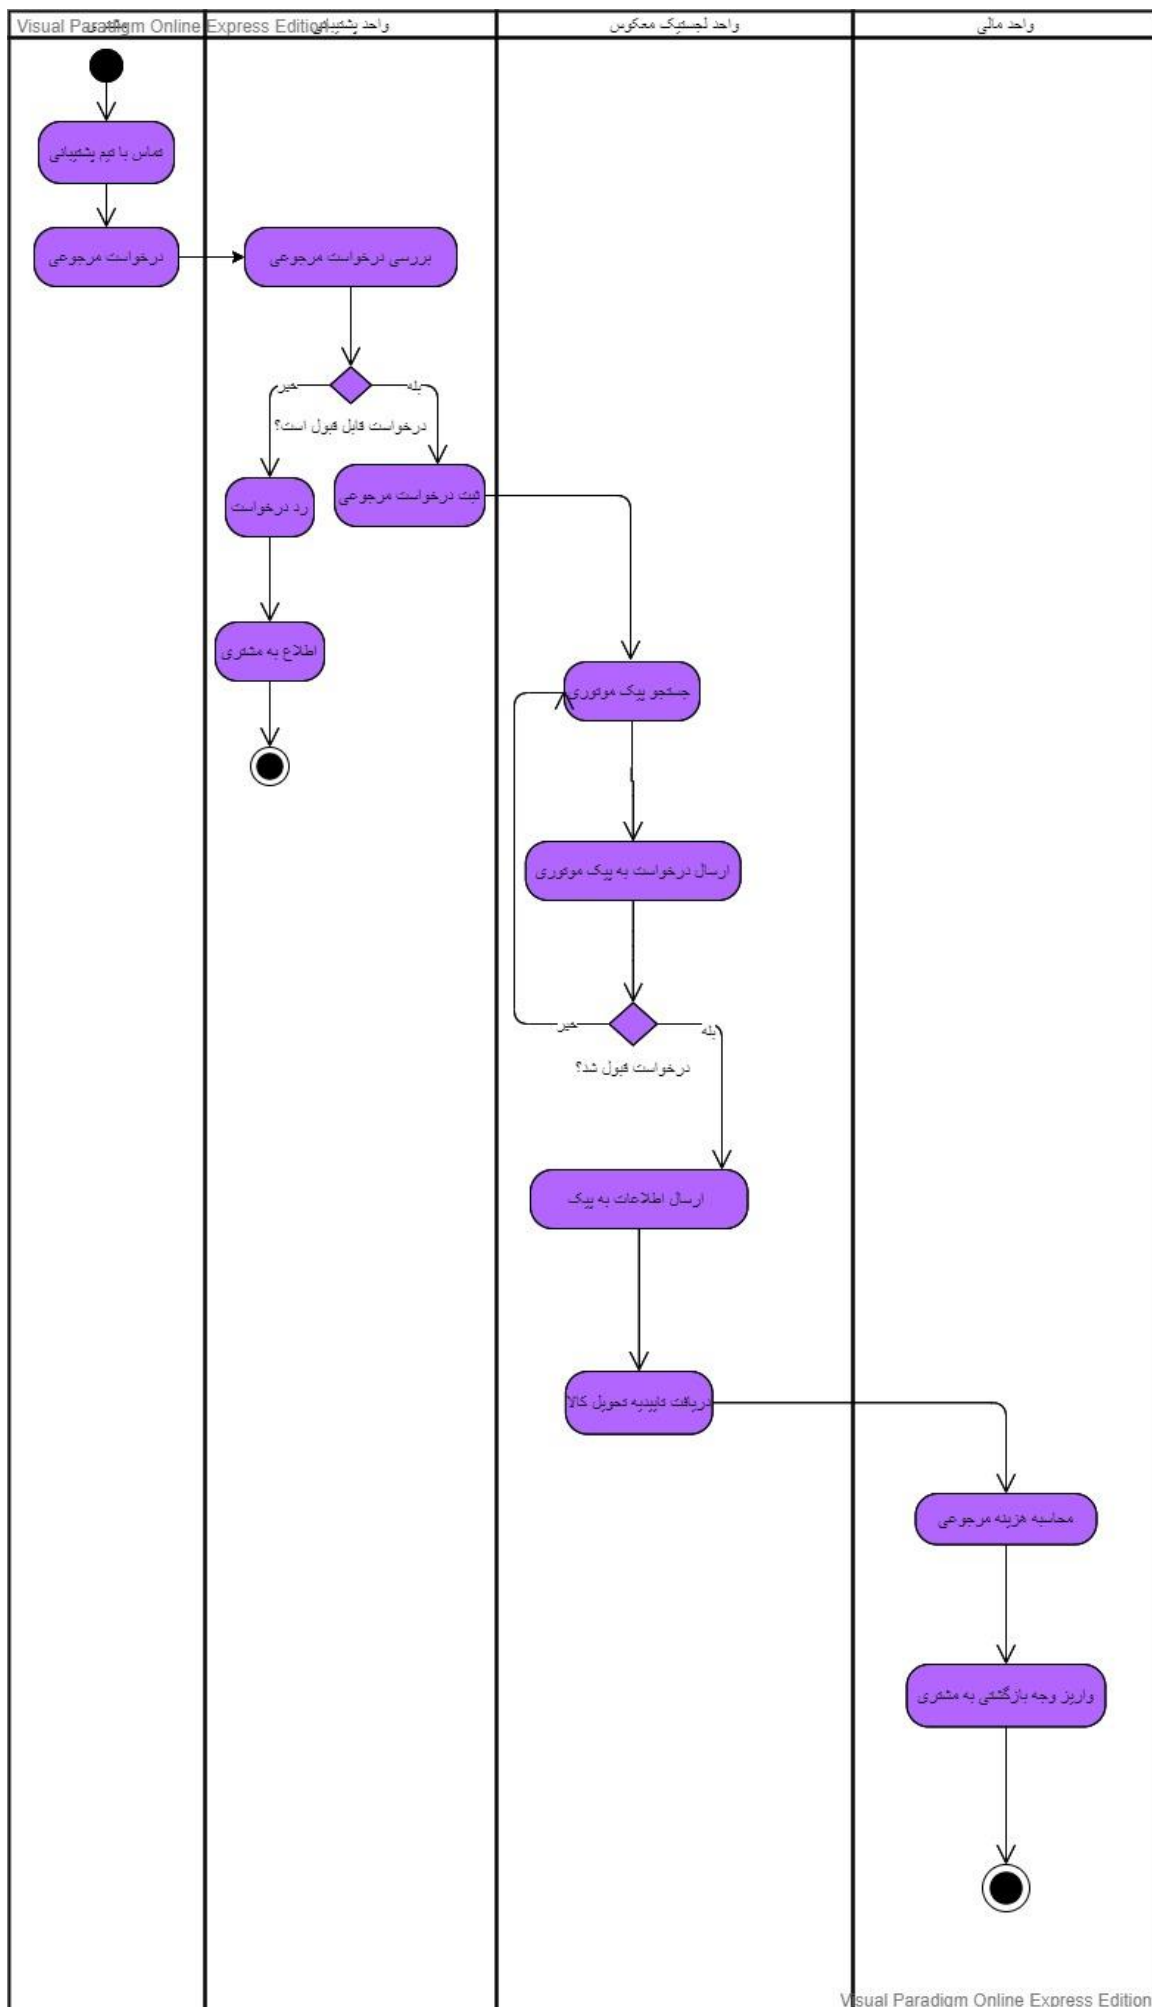 Visual Paradigm Online Express Edition
مشتری
واحد پشتیبانی
واحد لجستیک معکوس
واحد مالی
تماس با تیم پشتیبانی
درخواست مرجوعی
بررسی درخواست مرجوعی
خیر
بله
درخواست قابل قبول است؟
رد درخواست
ثبت درخواست مرجوعی
اطلاع به مشتری
جستجو پیک موتوری
ارسال درخواست به پیک موتوری
خیر
بله
درخواست قبول شد؟
ارسال اطلاعات به پیک
دریافت تاییدیه تحویل کالا
محاسبه هزینه مرجوعی
واریز وجه بازگشتی به مشتری
Visual Paradigm Online Express Edition